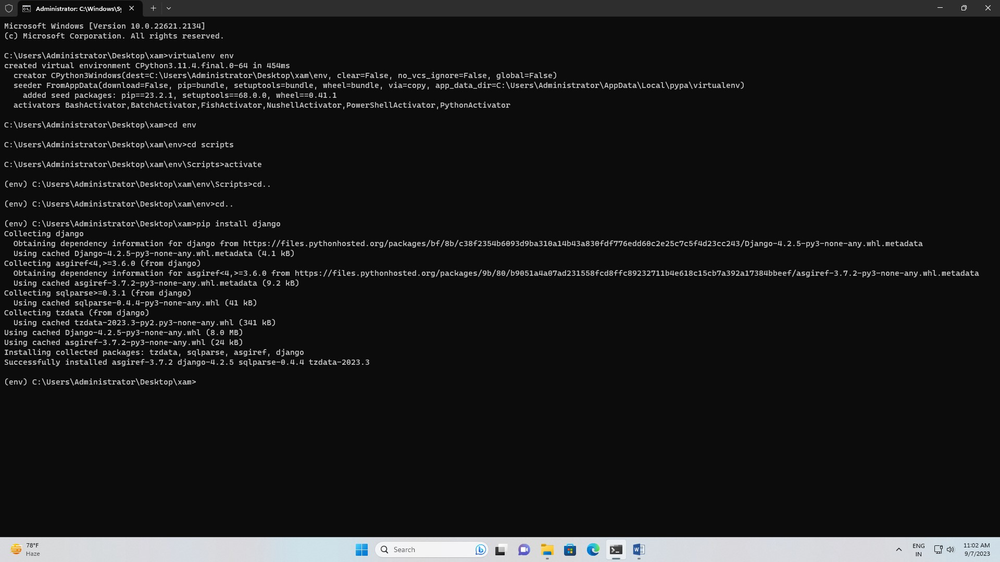 Administrator: C:\Windows\Sy
Microsoft Windows [Version 10.0.22621.2134]
(c) Microsoft Corporation. All rights reserved.
C:\Users\Administrator\Desktop\xam>virtualenv env
created virtual environment CPython3.11.4.final.0-64 in 454ms
  creator CPython3Windows(dest=C:\Users\Administrator\Desktop\xam\env, clear=False, no_vcs_ignore=False, global=False)
  seeder FromAppData(download=False, pip=bundle, setuptools=bundle, wheel=bundle, via=copy, app_data_dir=C:\Users\Administrator\AppData\Local\pypa\virtualenv)
    added seed packages: pip==23.2.1, setuptools==68.0.0, wheel==0.41.1
  activators BashActivator,BatchActivator,FishActivator,NushellActivator,PowerShellActivator,PythonActivator
C:\Users\Administrator\Desktop\xam>cd env
C:\Users\Administrator\Desktop\xam\env>cd scripts
C:\Users\Administrator\Desktop\xam\env\Scripts>activate
(env) C:\Users\Administrator\Desktop\xam\env\Scripts>cd..
(env) C:\Users\Administrator\Desktop\xam\env>cd..
(env) C:\Users\Administrator\Desktop\xam>pip install django
Collecting django
  Obtaining dependency information for django from https://files.pythonhosted.org/packages/bf/8b/c38f2354b6093d9ba310a14b43a830fdf776edd60c2e25c7c5f4d23cc243/Django-4.2.5-py3-none-any.whl.metadata
  Using cached Django-4.2.5-py3-none-any.whl.metadata (4.1 kB)
Collecting asgiref<4,>=3.6.0 (from django)
  Obtaining dependency information for asgiref<4,>=3.6.0 from https://files.pythonhosted.org/packages/9b/80/b9051a4a07ad231558fcd8ffc89232711b4e618c15cb7a392a17384bbeef/asgiref-3.7.2-py3-none-any.whl.metadata
  Using cached asgiref-3.7.2-py3-none-any.whl.metadata (9.2 kB)
Collecting sqlparse>=0.3.1 (from django)
  Using cached sqlparse-0.4.4-py3-none-any.whl (41 kB)
Collecting tzdata (from django)
  Using cached tzdata-2023.3-py2.py3-none-any.whl (341 kB)
Using cached Django-4.2.5-py3-none-any.whl (8.0 MB)
Using cached asgiref-3.7.2-py3-none-any.whl (24 kB)
Installing collected packages: tzdata, sqlparse, asgiref, django
Successfully installed asgiref-3.7.2 django-4.2.5 sqlparse-0.4.4 tzdata-2023.3
(env) C:\Users\Administrator\Desktop\xam>
78°F
Haze
Search
ENG
IN
11:02 AM
9/7/2023